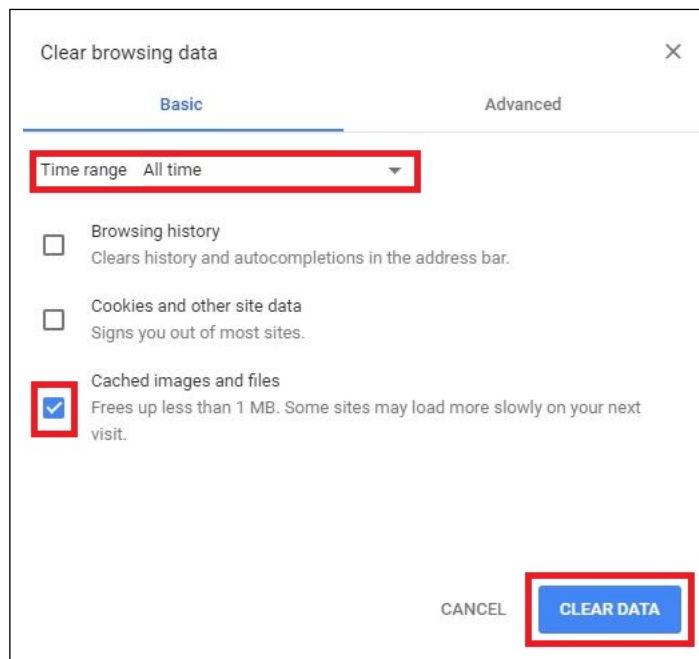 Clear browsing data
Basic Advanced
Time range All time
Browsing history
Clears history and autocompletions in the address bar.
Cookies and other site data
Signs you out of most sites.
Cached images and files
Frees up less than 1 MB. Some sites may load more slowly on your next
visit.
CANCEL CLEAR DATA